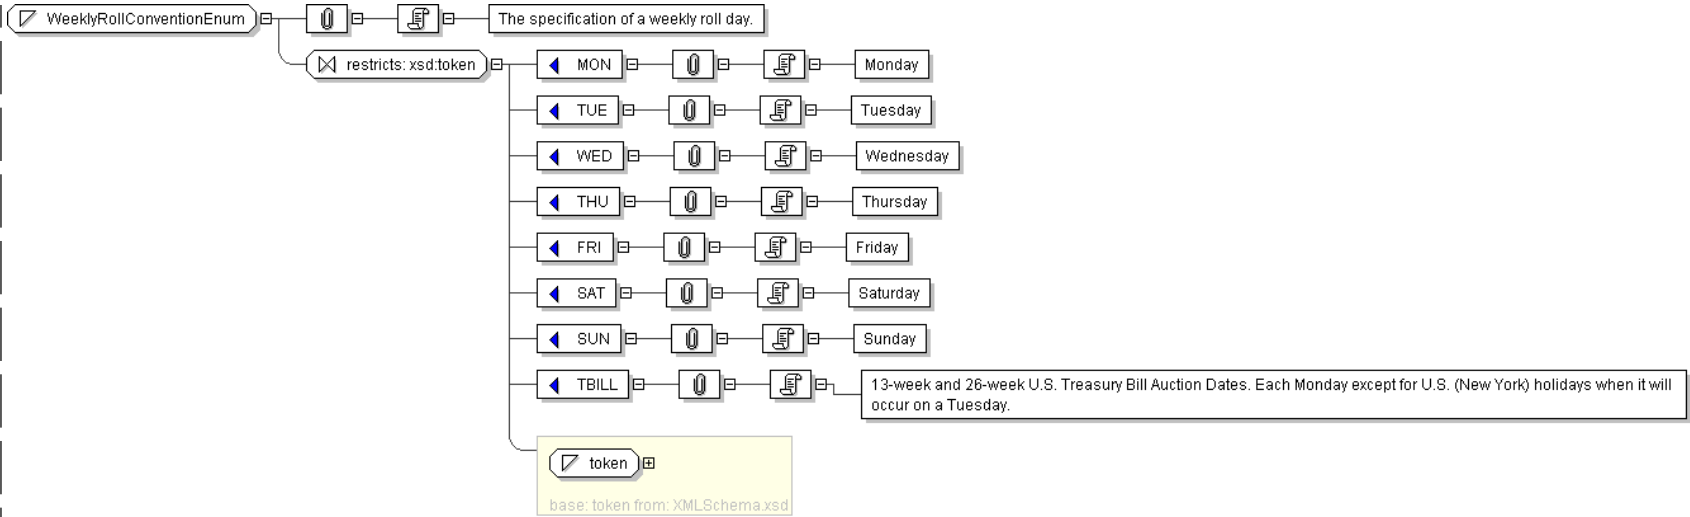 WeeklyRollConventionEnum
The specification of a weekly roll day.
restricts: xsd:token
MON
Monday
TUE
Tuesday
WED
Wednesday
THU
Thursday
FRI
Friday
SAT
Saturday
SUN
Sunday
TBILL
13-week and 26-week U.S. Treasury Bill Auction Dates. Each Monday except for U.S. (New York) holidays when it will
occur on a Tuesday.
token
base: token from: XMLSchema.xsd